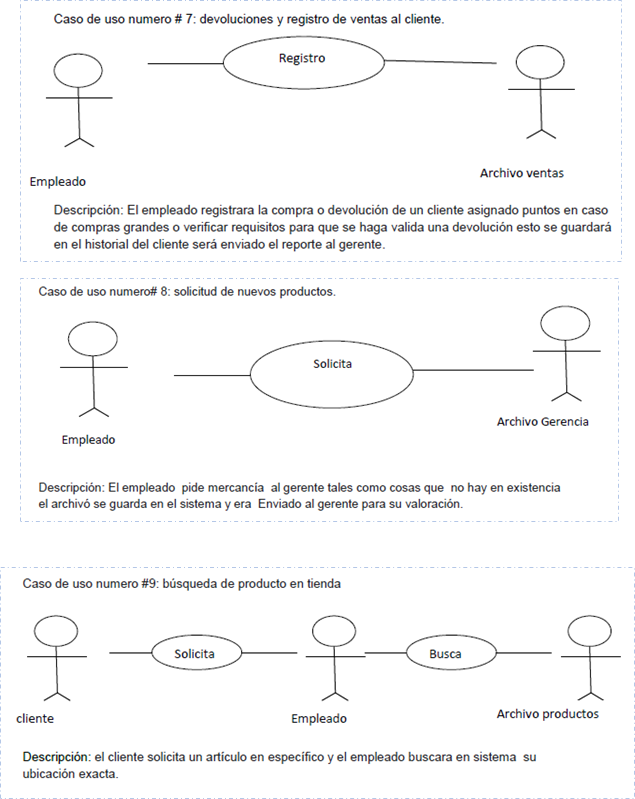 Caso de uso numero # 7: devoluciones y registro de ventas al cliente.
Registro
Empleado
Archivo ventas
Descripción: El empleado registrara la compra o devolución de un cliente asignado puntos en caso
de compras grandes o verificar requisitos para que se haga valida una devolución esto se guardará
en el historial del cliente será enviado el reporte al gerente.
Caso de uso numero# 8: solicitud de nuevos productos.
Solicita
Archivo Gerencia
Empleado
Descripción: El empleado pide mercancía al gerente tales como cosas que no hay en existencia
el archivó se guarda en el sistema y era Enviado al gerente para su valoración.
Caso de uso numero #9: búsqueda de producto en tienda
Solicita
Busca
cliente
Empleado
Archivo productos
Descripción: el cliente solicita un artículo en específico y el empleado buscara en sistema su
ubicación exacta.